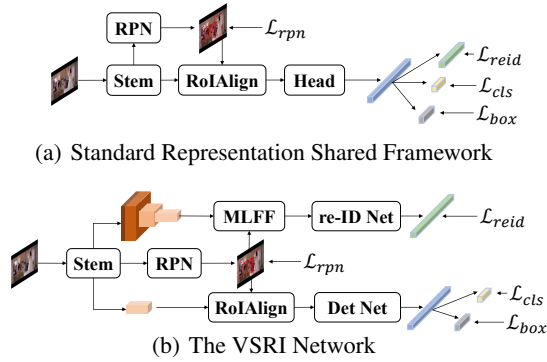 RPN
ℒ_rpn
Stem
RoIAlign
Head
ℒ_reid
ℒ_cls
ℒ_box
(a) Standard Representation Shared Framework
MLFF
re-ID Net
ℒ_reid
Stem
RPN
ℒ_rpn
RoIAlign
Det Net
ℒ_cls
ℒ_box
(b) The VSRI Network